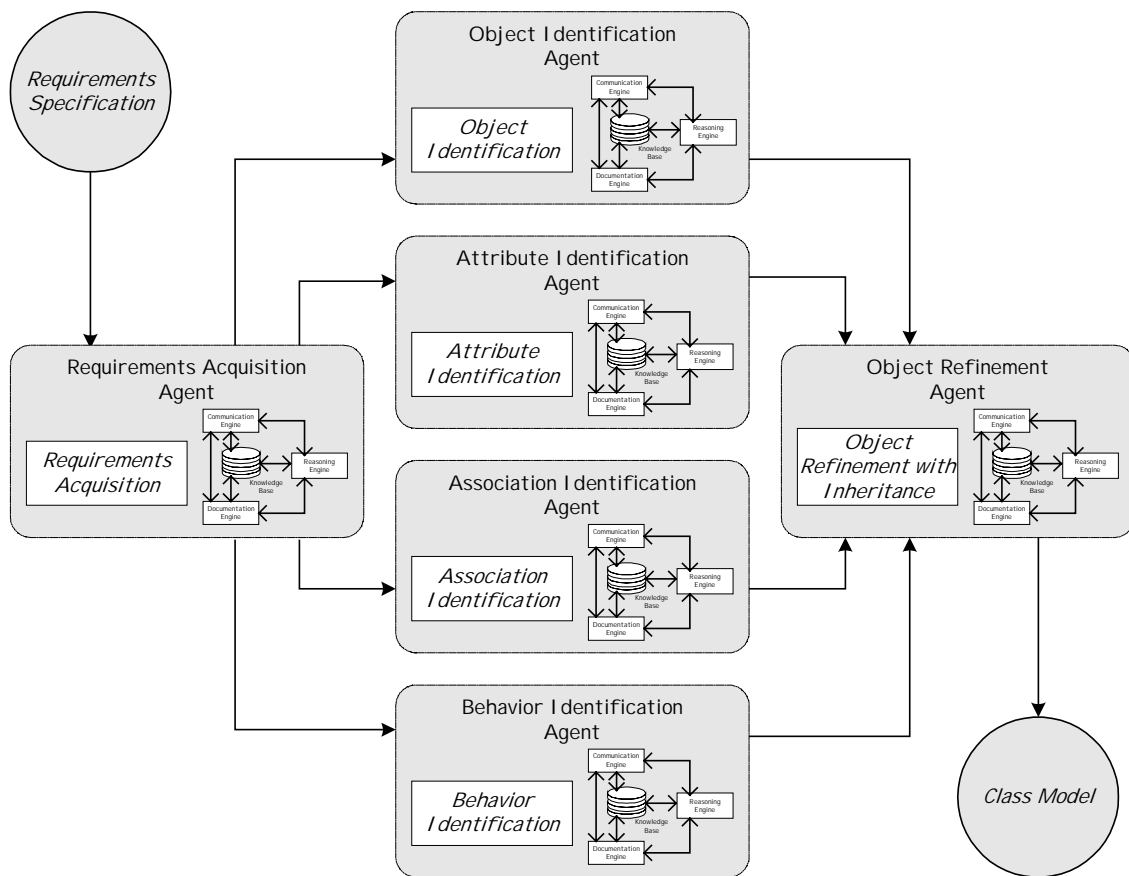 Requirements
Specification
Object Identification
Agent
Object
Identification
Communication
Engine
Reasoning
Engine
Knowledge
Base
Documentation
Engine
Attribute Identification
Agent
Attribute
Identification
Communication
Engine
Reasoning
Engine
Knowledge
Base
Documentation
Engine
Requirements Acquisition
Agent
Requirements
Acquisition
Communication
Engine
Reasoning
Engine
Knowledge
Base
Documentation
Engine
Object Refinement
Agent
Object
Refinement with
Inheritance
Communication
Engine
Reasoning
Engine
Knowledge
Base
Documentation
Engine
Association Identification
Agent
Association
Identification
Communication
Engine
Reasoning
Engine
Knowledge
Base
Documentation
Engine
Behavior Identification
Agent
Behavior
Identification
Communication
Engine
Reasoning
Engine
Knowledge
Base
Documentation
Engine
Class Model